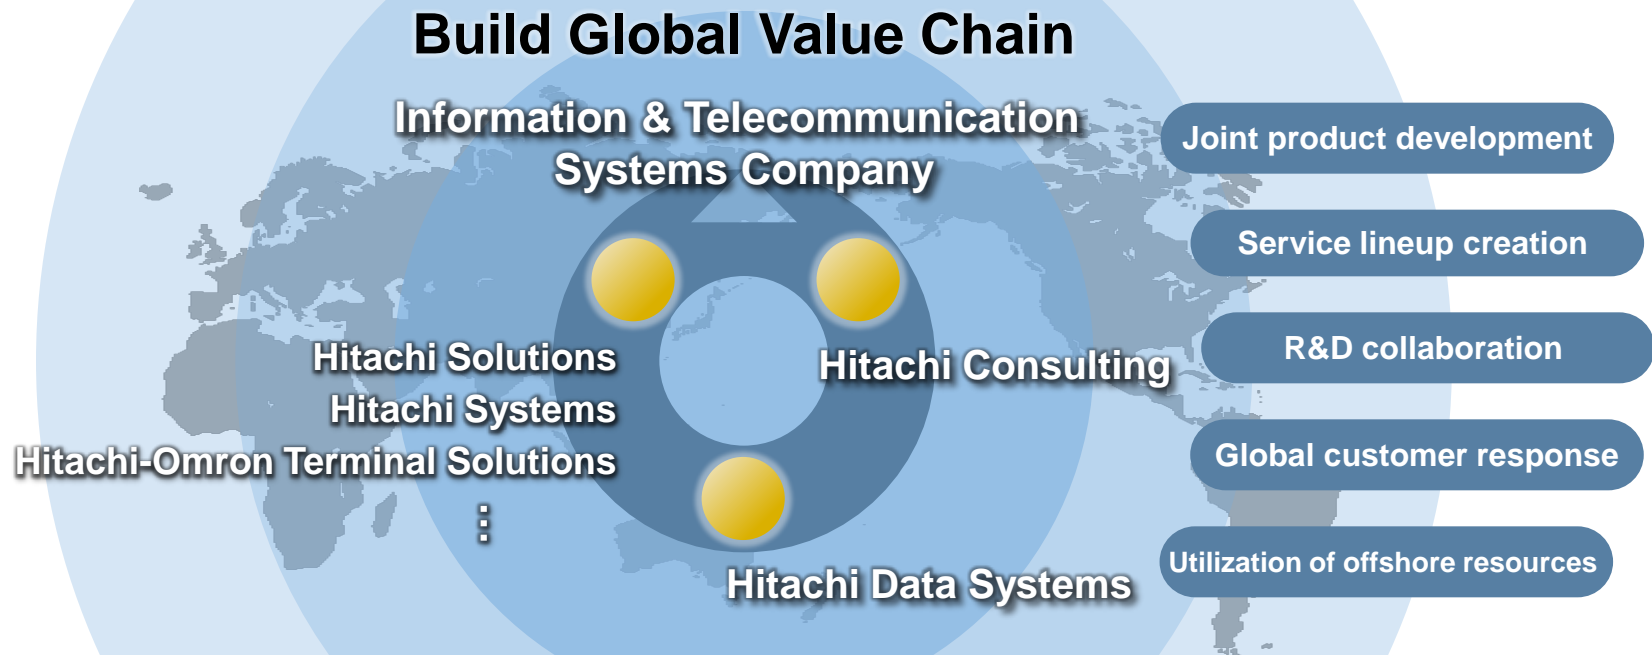 Build Global Value Chain
Information & Telecommunication
Systems Company
Hitachi Solutions
Hitachi Systems
Hitachi-Omron Terminal Solutions
⋮
Hitachi Consulting
Hitachi Data Systems
Joint product development
Service lineup creation
R&D collaboration
Global customer response
Utilization of offshore resources